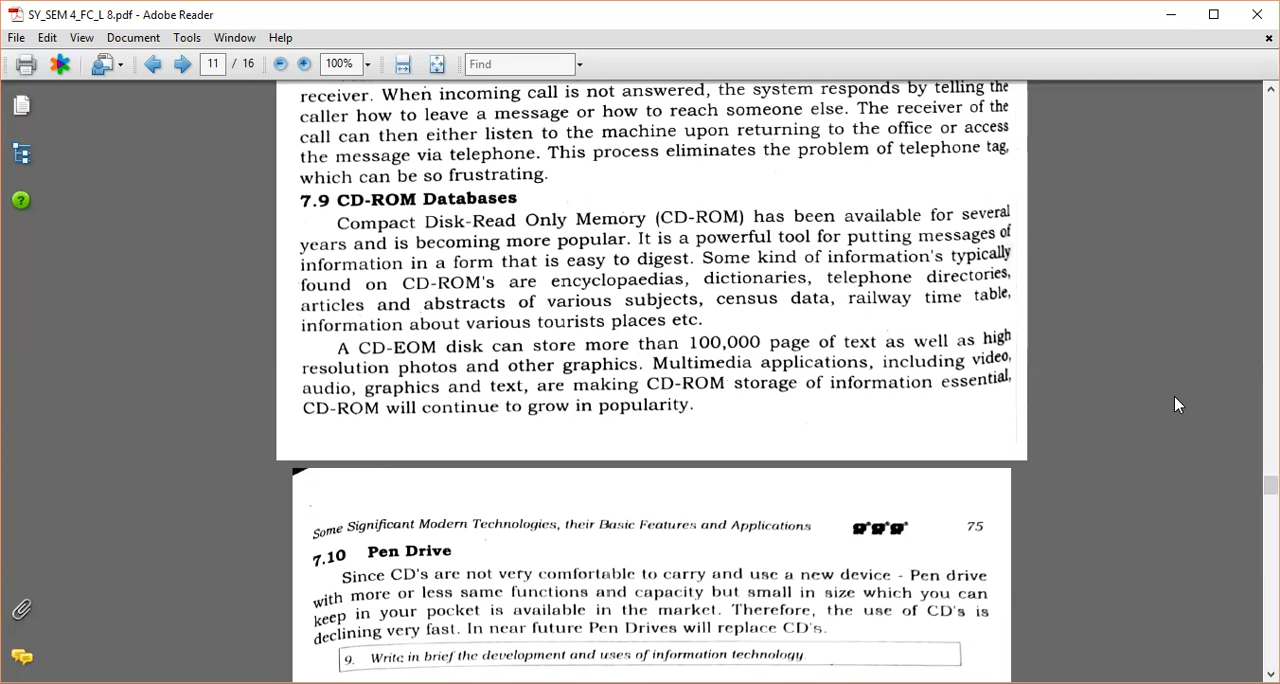 SY_SEM 4_FC_L 8.pdf - Adobe Reader
File Edit View Document Tools Window Help
11 / 16 100% Find
receiver. When incoming call is not answered, the system responds by telling the
caller how to leave a message or how to reach someone else. The receiver of the
call can then either listen to the machine upon returning to the office or access
the message via telephone. This process eliminates the problem of telephone tag,
which can be so frustrating.
7.9 CD-ROM Databases
Compact Disk-Read Only Memory (CD-ROM) has been available for several
years and is becoming more popular. It is a powerful tool for putting messages of
information in a form that is easy to digest. Some kind of information's typically
found on CD-ROM's are encyclopaedias, dictionaries, telephone directories,
articles and abstracts of various subjects, census data, railway time table,
information about various tourists places etc.
A CD-EOM disk can store more than 100,000 page of text as well as high
resolution photos and other graphics. Multimedia applications, including video,
audio, graphics and text, are making CD-ROM storage of information essential,
CD-ROM will continue to grow in popularity.
Some Significant Modern Technologies, their Basic Features and Applications 75
7.10 Pen Drive
Since CD's are not very comfortable to carry and use a new device - Pen drive
with more or less same functions and capacity but small in size which you can
keep in your pocket is available in the market. Therefore, the use of CD's is
declining very fast. In near future Pen Drives will replace CD's.
9. Write in brief the development and uses of information technology.